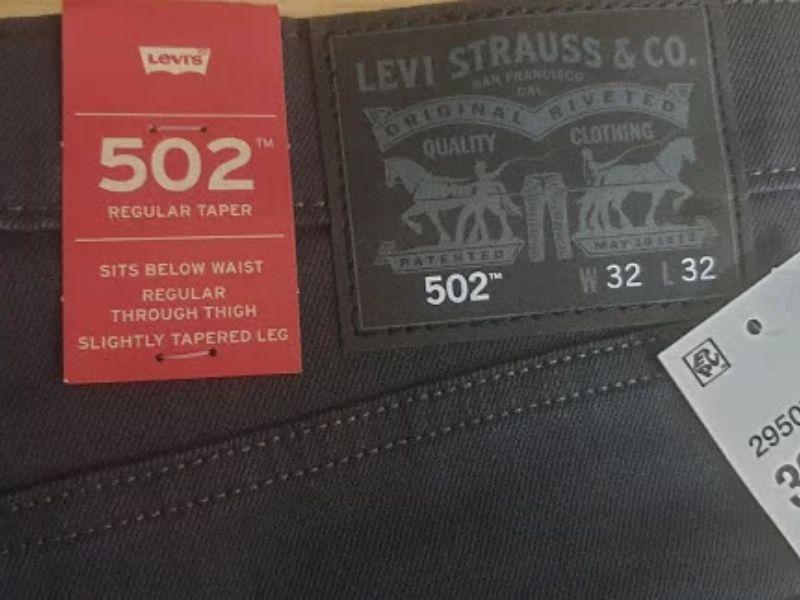 LEVI'S®
502™
REGULAR TAPER
SITS BELOW WAIST
REGULAR
THROUGH THIGH
SLIGHTLY TAPERED LEG
LEVI STRAUSS & CO.
SAN FRANCISCO
CAL.
ORIGINAL RIVETED
QUALITY CLOTHING
PATENTED MAY 20 1873
502™ W 32 L 32
2950